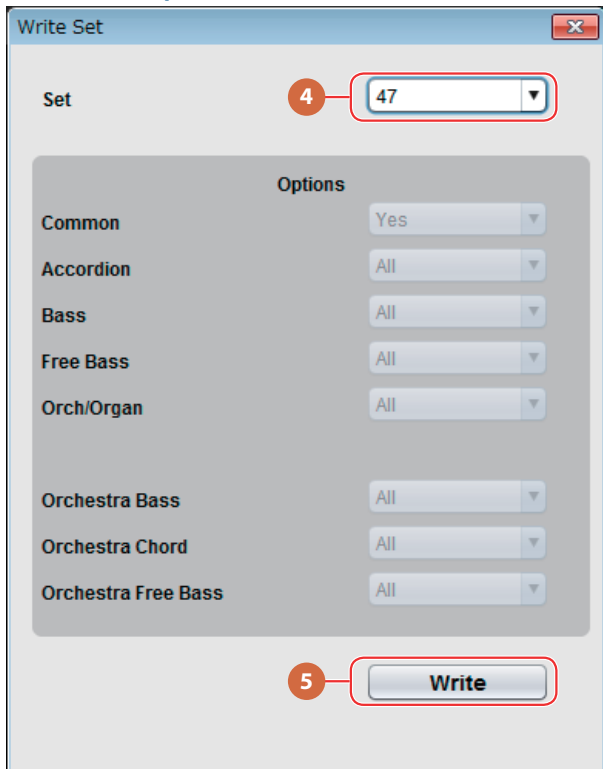 Write Set
Set 4 47
Options
Common Yes
Accordion All
Bass All
Free Bass All
Orch/Organ All
Orchestra Bass All
Orchestra Chord All
Orchestra Free Bass All
5 Write